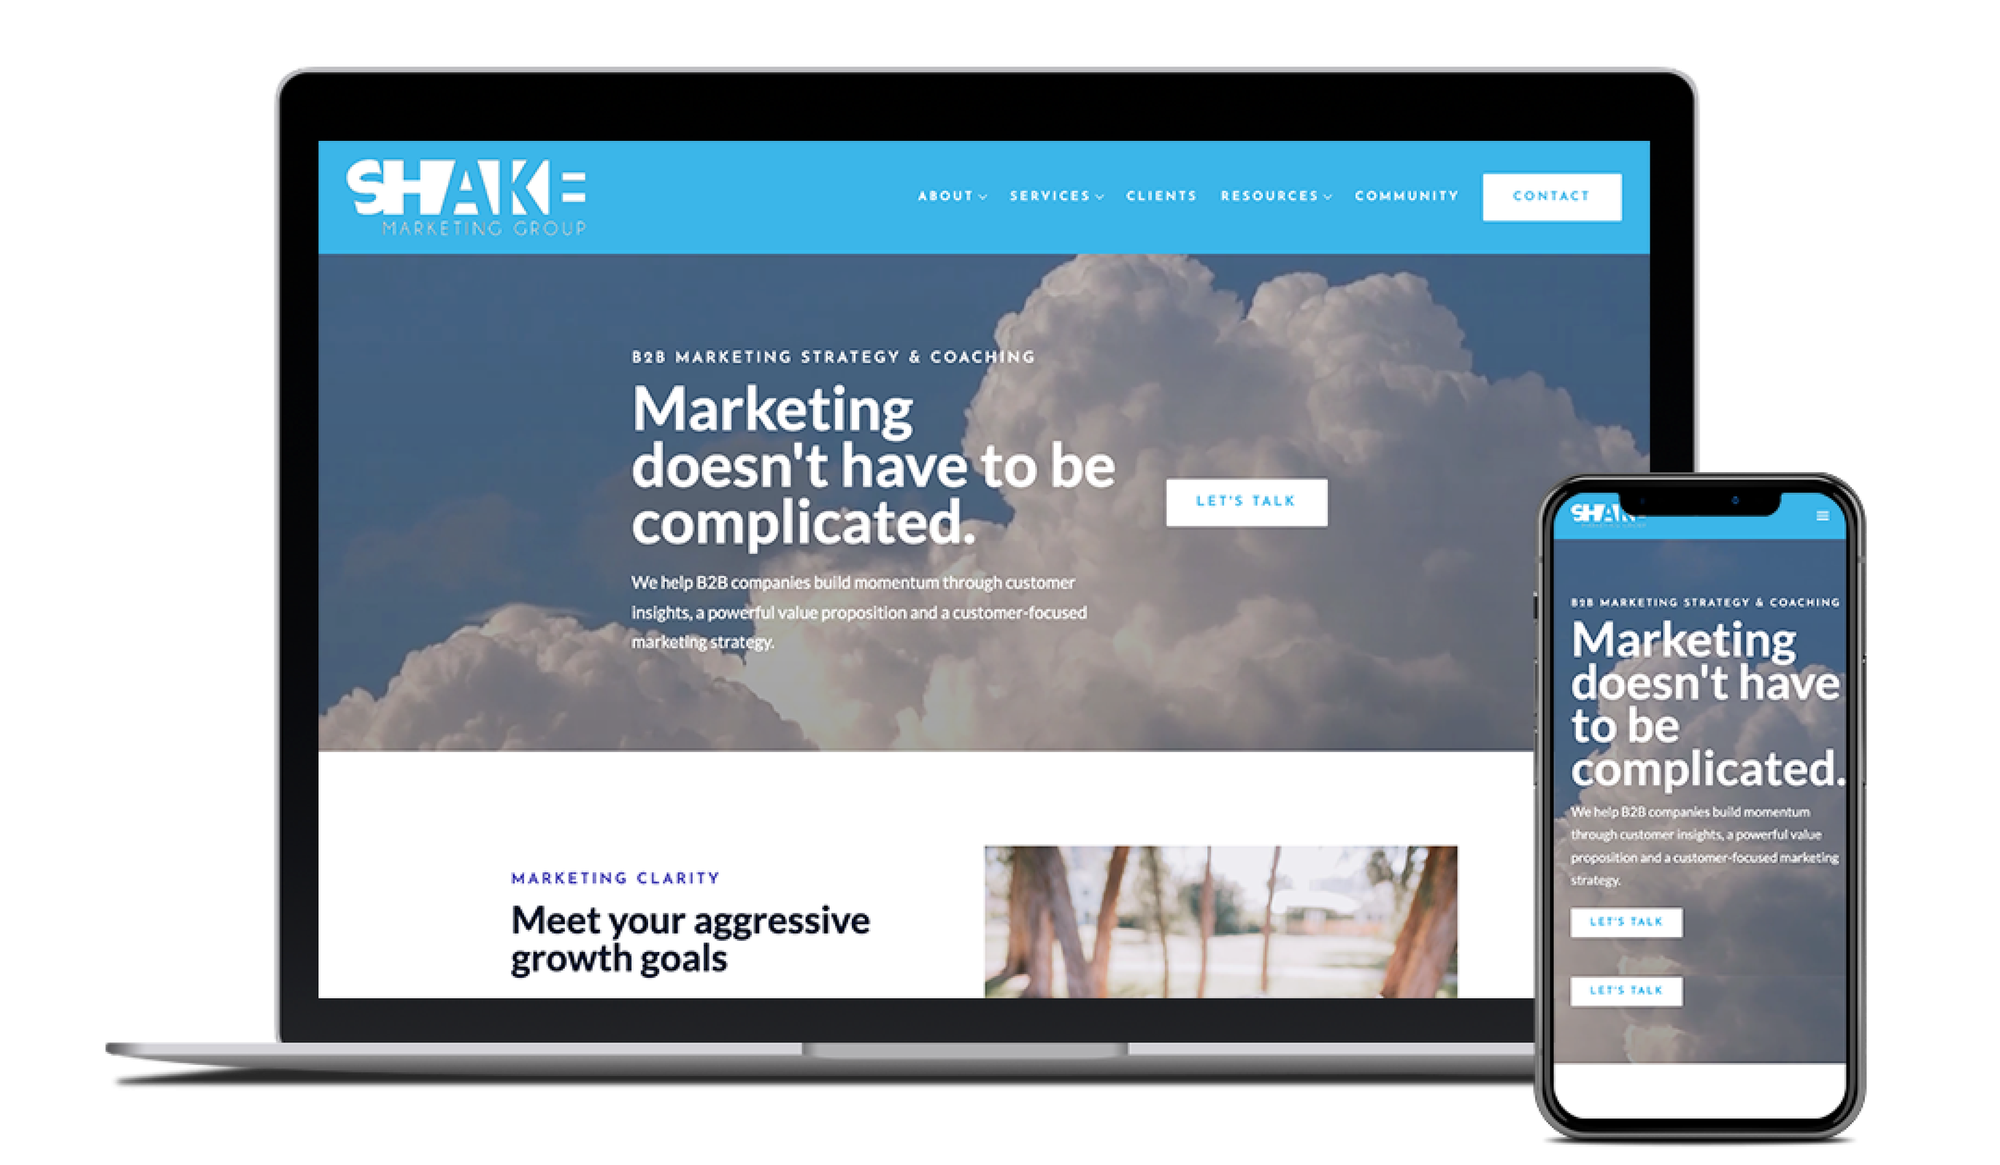 SHAKE
MARKETING GROUP
ABOUT SERVICES CLIENTS RESOURCES COMMUNITY CONTACT
B2B MARKETING STRATEGY & COACHING
Marketing
doesn't have to be
complicated.
LET'S TALK
We help B2B companies build momentum through customer
insights, a powerful value proposition and a customer-focused
marketing strategy.
MARKETING CLARITY
Meet your aggressive
growth goals
B2B MARKETING STRATEGY & COACHING
Marketing
doesn't have
to be
complicated.
We help B2B companies build momentum
through customer insights, a powerful value
proposition and a customer-focused marketing
strategy.
LET'S TALK
LET'S TALK